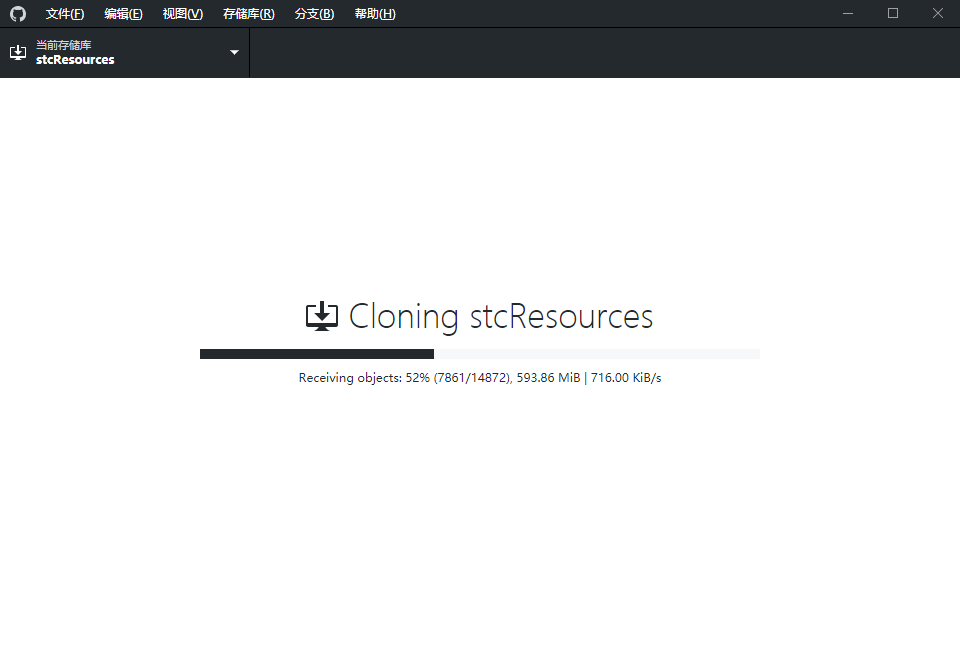 文件(F) 编辑(E) 视图(V) 存储库(R) 分支(B) 帮助(H)
当前存储库
stcResources
Cloning stcResources
Receiving objects: 52% (7861/14872), 593.86 MiB | 716.00 KiB/s